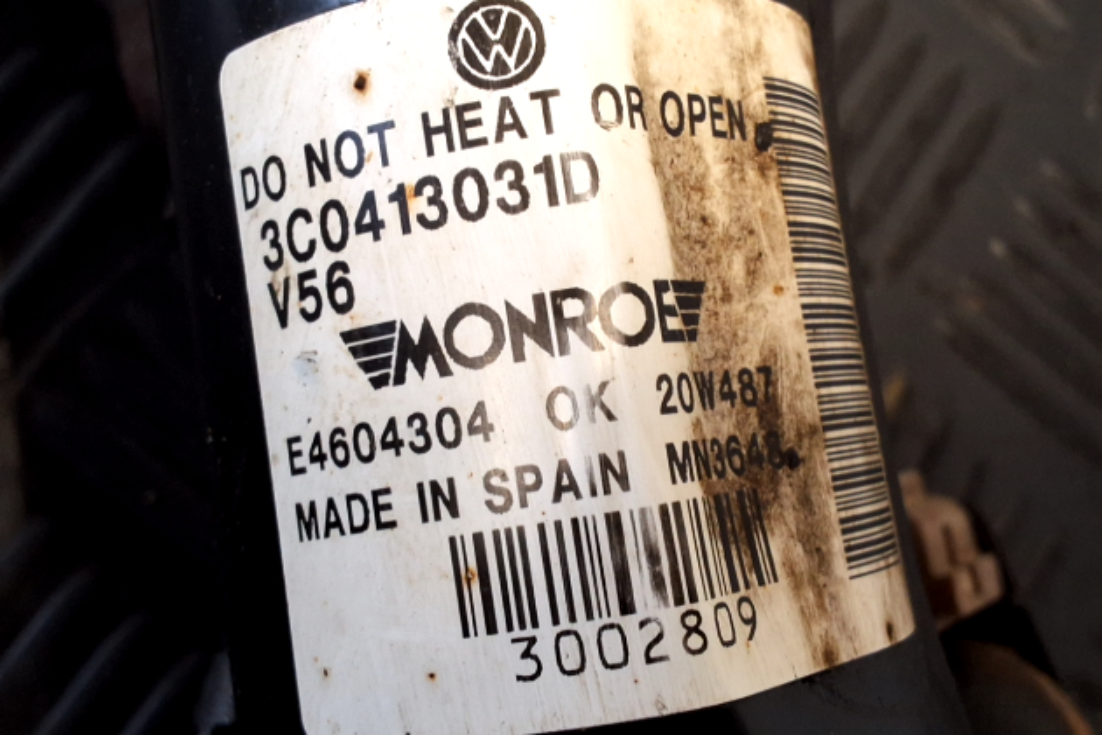 VW
DO NOT HEAT OR OPEN
3C0413031D
V56
MONROE
E4604304 OK 20W487
MADE IN SPAIN MN3648
3002809